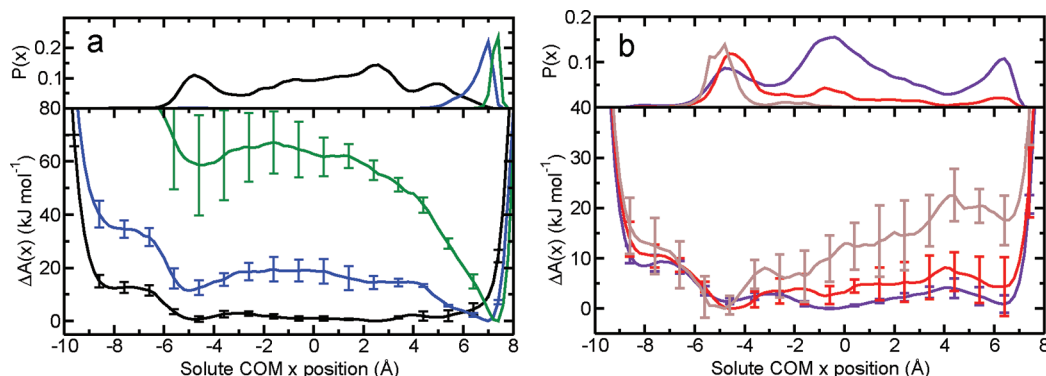 a
P(x)
0.2
0.1
80
60
40
20
0
ΔA(x) (kJ mol⁻¹)
-10 -8 -6 -4 -2 0 2 4 6 8
Solute COM x position (Å)
b
P(x)
0.2
0.1
40
30
20
10
0
ΔA(x) (kJ mol⁻¹)
-10 -8 -6 -4 -2 0 2 4 6 8
Solute COM x position (Å)